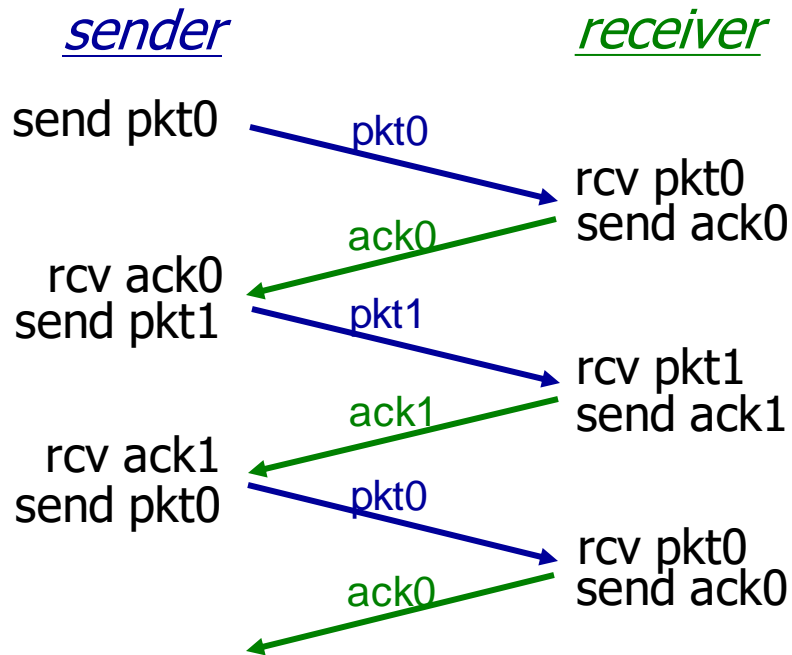 sender
receiver
send pkt0
pkt0
rcv pkt0
send ack0
ack0
rcv ack0
send pkt1
pkt1
rcv pkt1
send ack1
ack1
rcv ack1
send pkt0
pkt0
rcv pkt0
send ack0
ack0